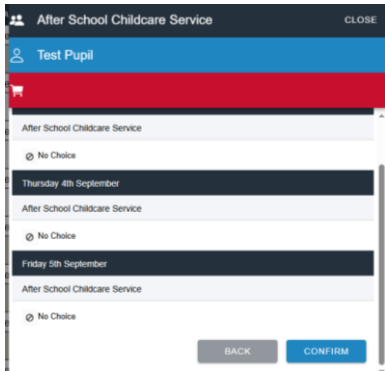 After School Childcare Service CLOSE
Test Pupil
After School Childcare Service
No Choice
Thursday 4th September
After School Childcare Service
No Choice
Friday 5th September
After School Childcare Service
No Choice
BACK CONFIRM